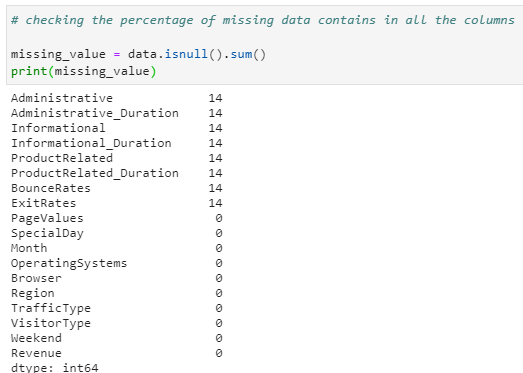 # checking the percentage of missing data contains in all the columns
missing_value = data.isnull().sum()
print(missing_value)
Administrative 14
Administrative_Duration 14
Informational 14
Informational_Duration 14
ProductRelated 14
ProductRelated_Duration 14
BounceRates 14
ExitRates 14
PageValues 0
SpecialDay 0
Month 0
OperatingSystems 0
Browser 0
Region 0
TrafficType 0
VisitorType 0
Weekend 0
Revenue 0
dtype: int64